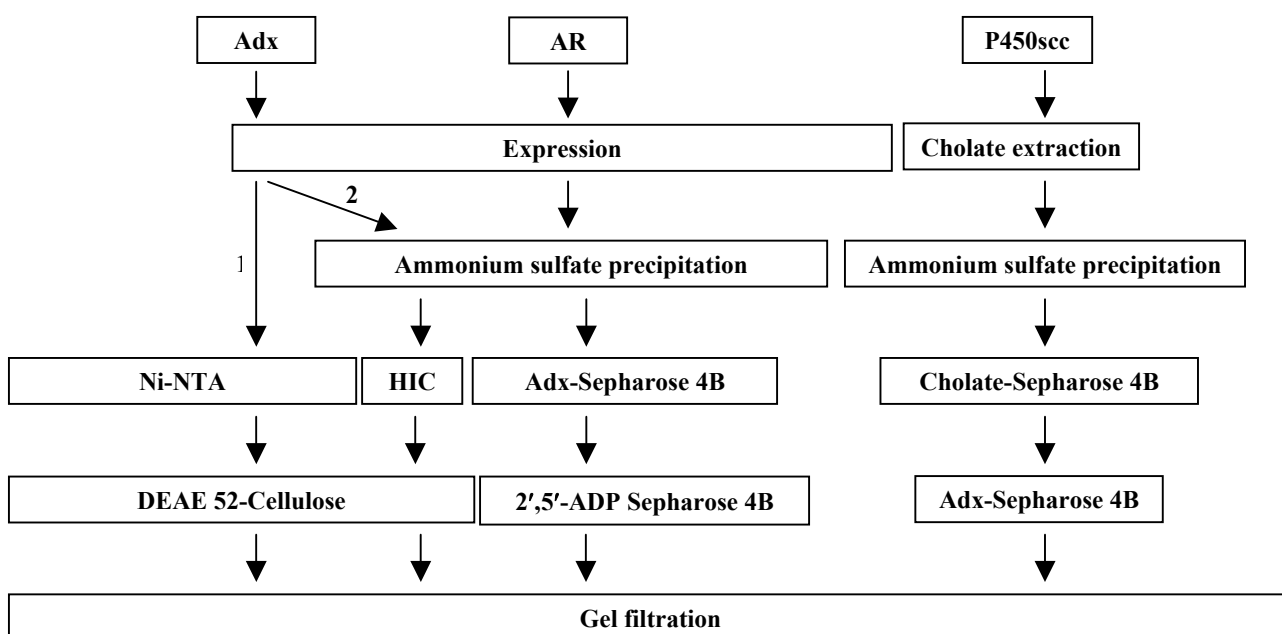 Adx AR P450scc
Expression Cholate extraction
2
1
Ammonium sulfate precipitation Ammonium sulfate precipitation
Ni-NTA HIC Adx-Sepharose 4B Cholate-Sepharose 4B
DEAE 52-Cellulose 2′,5′-ADP Sepharose 4B Adx-Sepharose 4B
Gel filtration